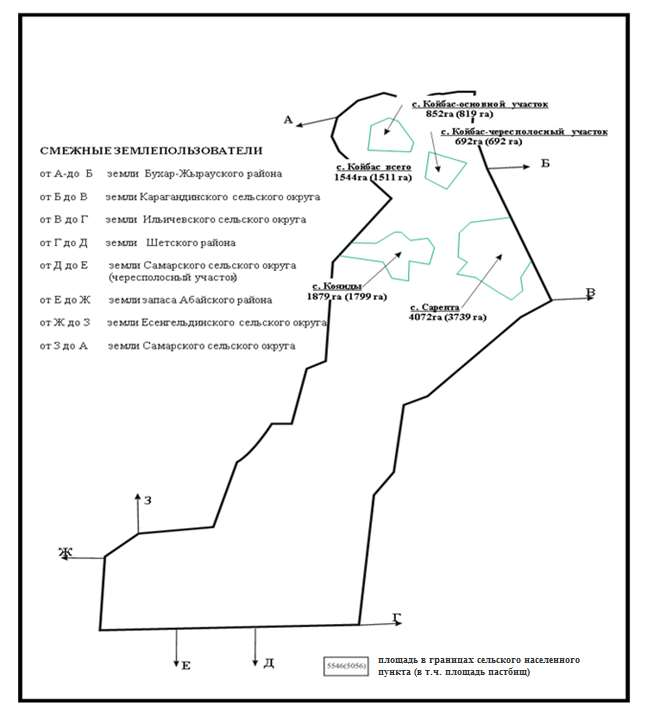 с. Койбас-основной участок
852га (819 га)
А
с. Койбас-чересполосный участок
692га (692 га)
СМЕЖНЫЕ ЗЕМЛЕПОЛЬЗОВАТЕЛИ
с. Койбас всего
1544га (1511 га)
Б
от А-до Б земли Бухар-Жырауского района
от Б до В земли Карагандинского сельского округа
от В до Г земли Ильичевского сельского округа
от Г до Д земли Шетского района
от Д до Е земли Самарского сельского округа
(чересполосный участок)
с. Коянды
1879 га (1799 га)
В
от Е до Ж земли запаса Абайского района
с. Сарепта
4072га (3739 га)
от Ж до З земли Есенгельдинского сельского округа
от З до А земли Самарского сельского округа
З
Ж
Г
Е
Д
5546(5056)
площадь в границах сельского населенного
пункта (в т.ч. площадь пастбищ)